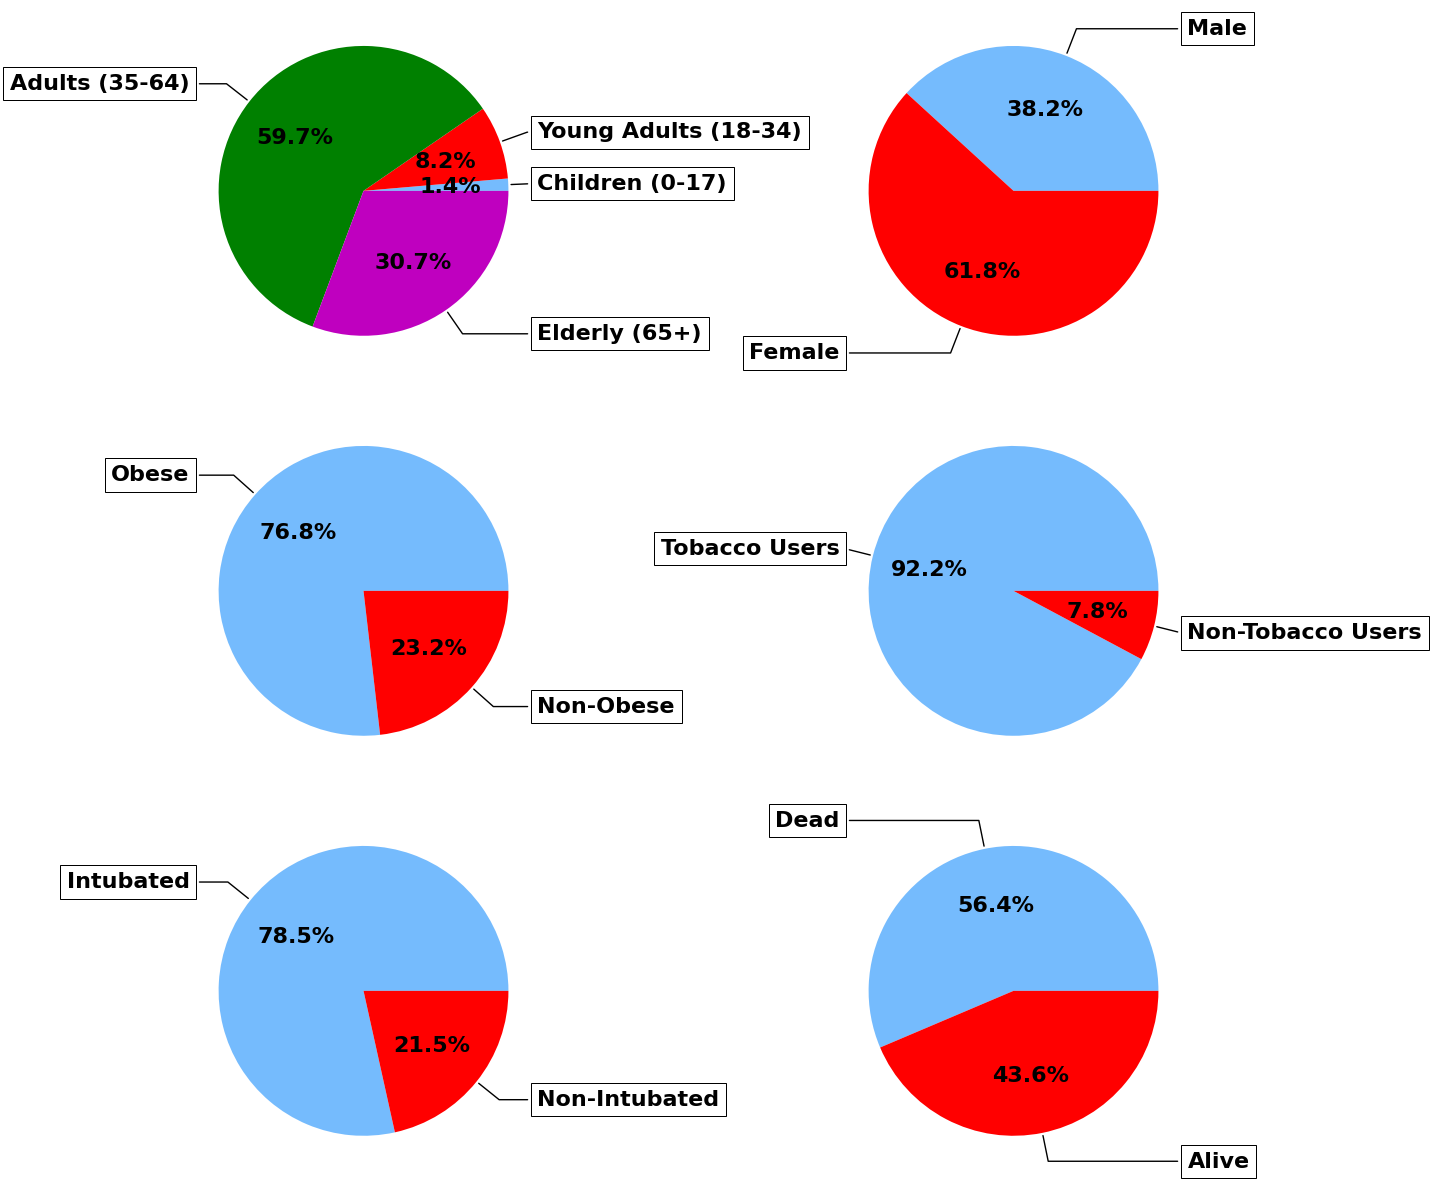 Adults (35-64)
59.7%
Young Adults (18-34)
8.2%
Children (0-17)
1.4%
30.7%
Elderly (65+)
Male
38.2%
61.8%
Female
Obese
76.8%
23.2%
Non-Obese
Tobacco Users
92.2%
7.8%
Non-Tobacco Users
Intubated
78.5%
21.5%
Non-Intubated
Dead
56.4%
43.6%
Alive